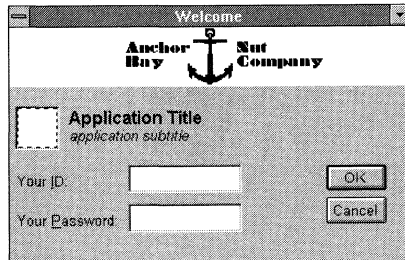 Welcome
Anchor Nut
Bay Company
Application Title
application subtitle
Your ID:
OK
Your Password:
Cancel